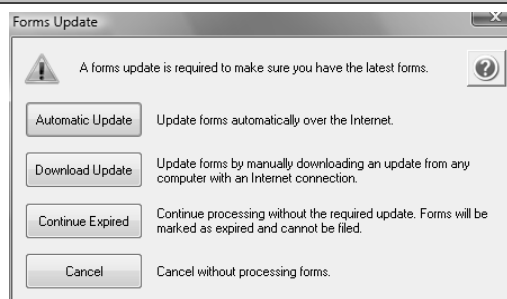 Forms Update
A forms update is required to make sure you have the latest forms.
Automatic Update Update forms automatically over the Internet.
Download Update Update forms by manually downloading an update from any
computer with an Internet connection.
Continue Expired Continue processing without the required update. Forms will be
marked as expired and cannot be filed.
Cancel Cancel without processing forms.